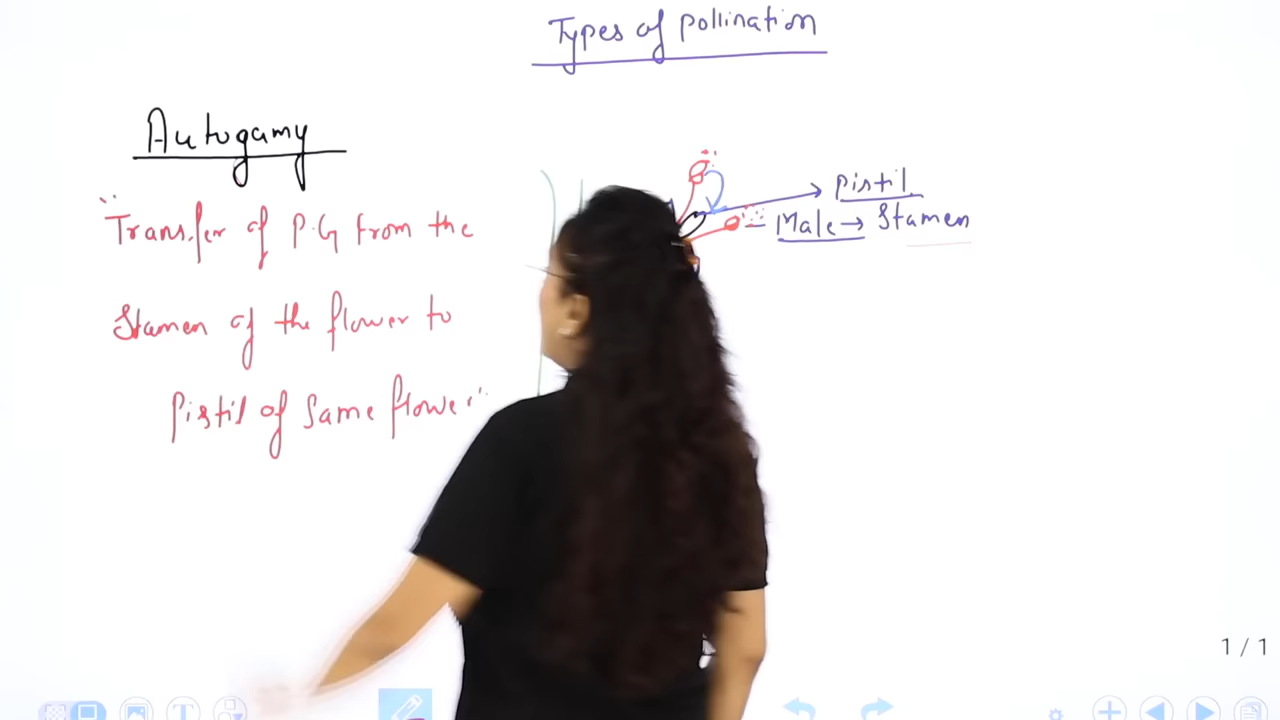 Types of pollination
Autogamy
Transfer of P.G from the
Stamen of the flower to
Pistil of Same flower
Pistil
Male → Stamen
1 / 1